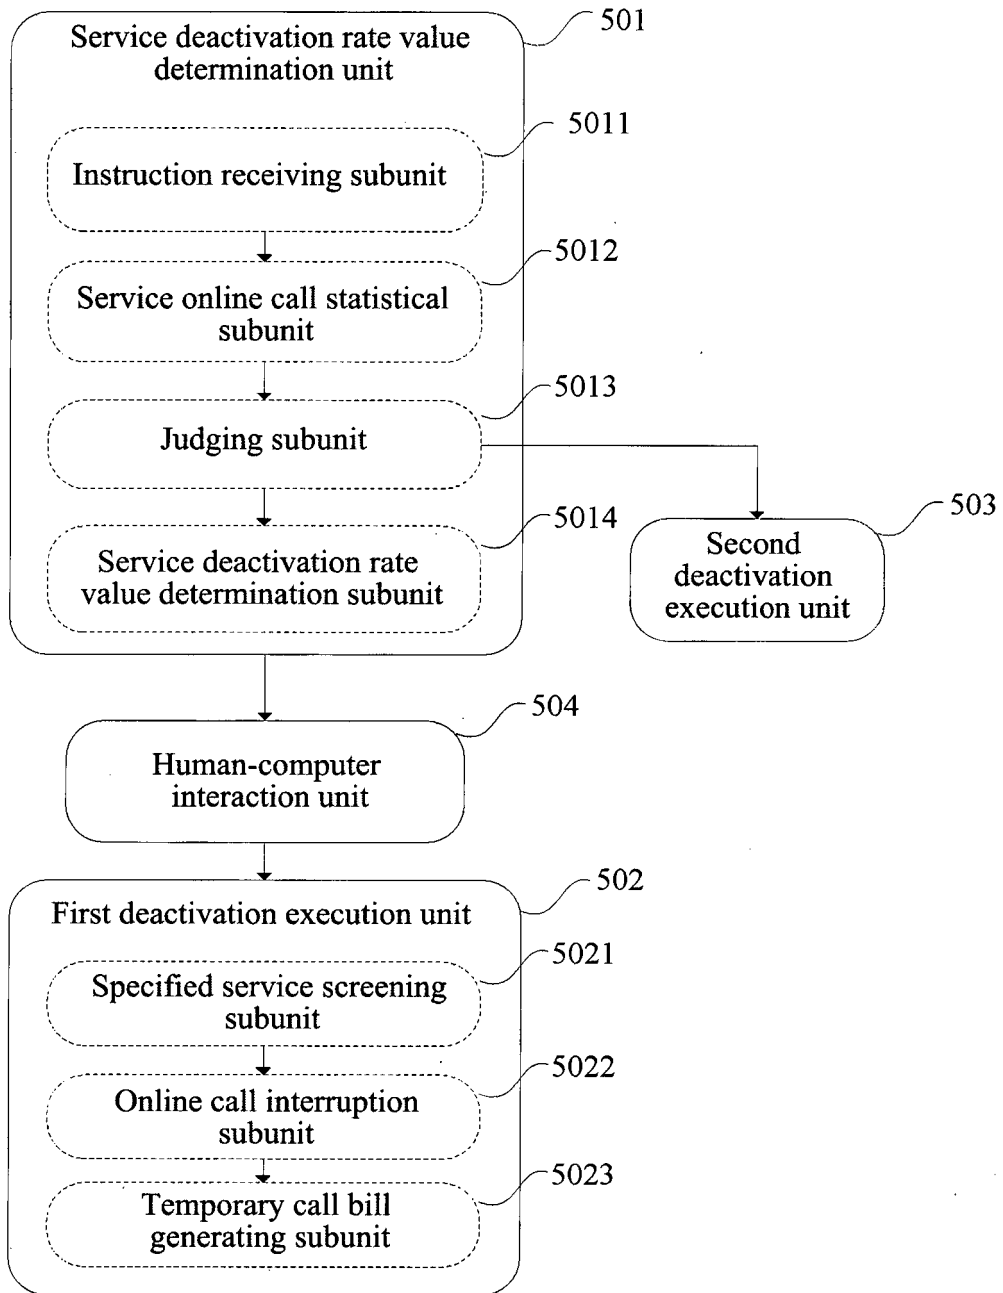 501
Service deactivation rate value
determination unit
5011
Instruction receiving subunit
5012
Service online call statistical
subunit
5013
Judging subunit
5014
Service deactivation rate
value determination subunit
503
Second
deactivation
execution unit
504
Human-computer
interaction unit
502
First deactivation execution unit
5021
Specified service screening
subunit
5022
Online call interruption
subunit
5023
Temporary call bill
generating subunit